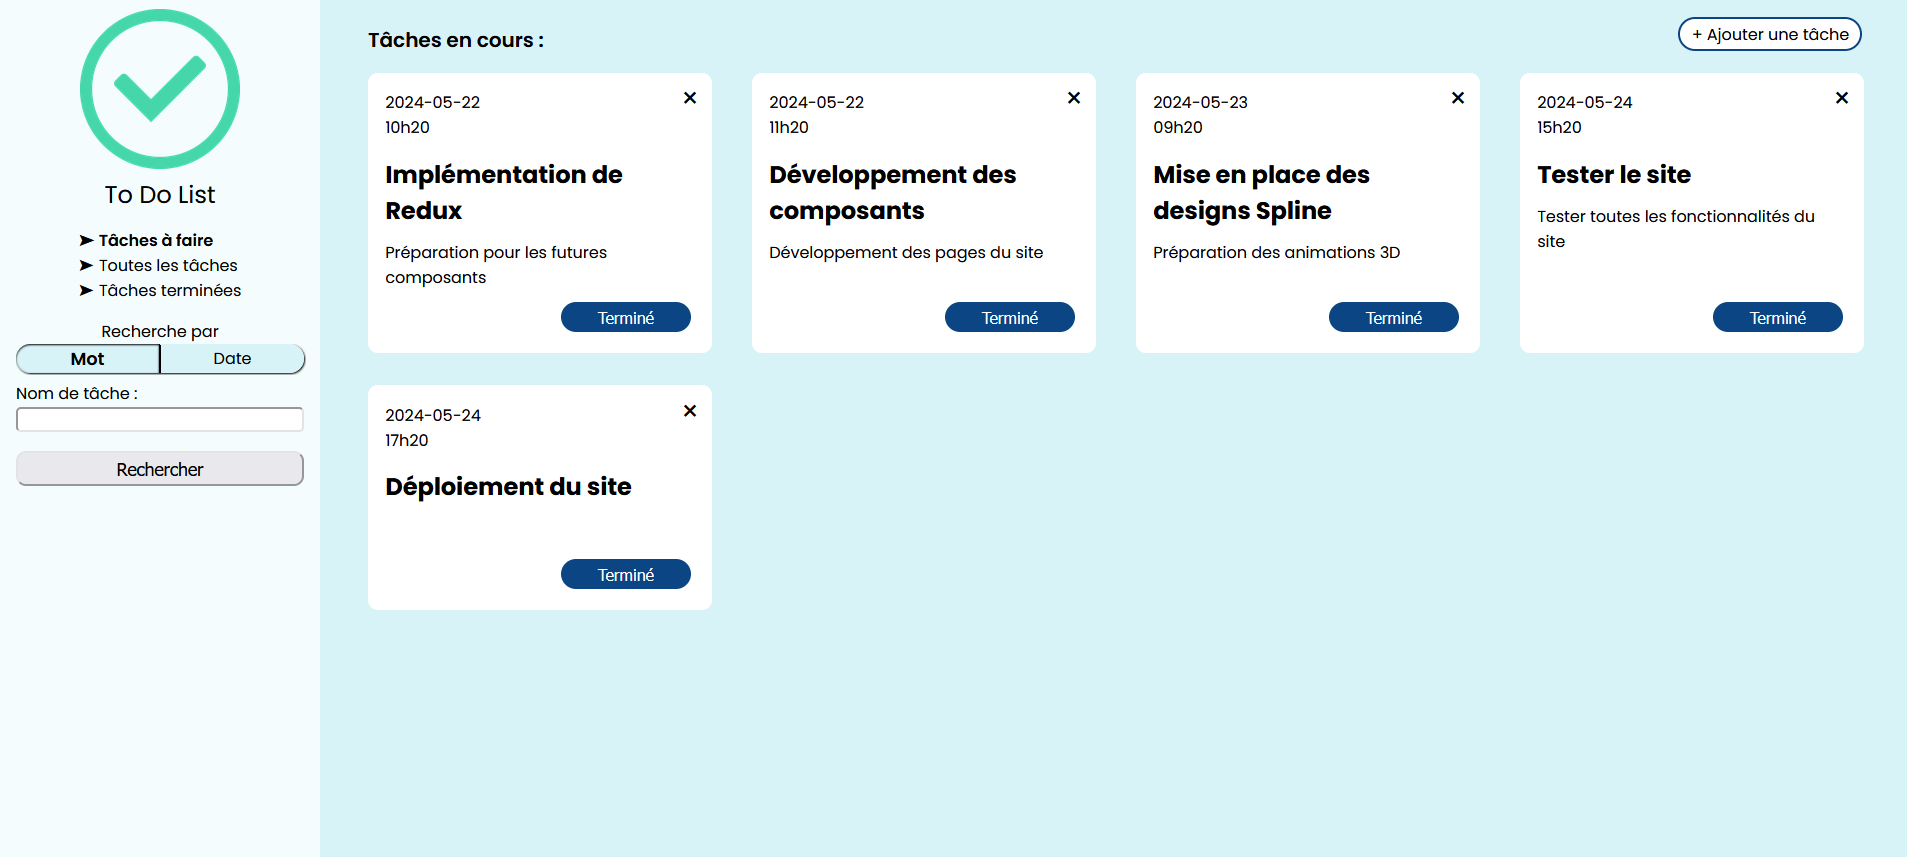 To Do List
➤ Tâches à faire
➤ Toutes les tâches
➤ Tâches terminées
Recherche par
Mot
Date
Nom de tâche :
Rechercher
Tâches en cours :
+ Ajouter une tâche
2024-05-22
×
10h20
Implémentation de
Redux
Préparation pour les futures
composants
Terminé
2024-05-22
×
11h20
Développement des
composants
Développement des pages du site
Terminé
2024-05-23
×
09h20
Mise en place des
designs Spline
Préparation des animations 3D
Terminé
2024-05-24
×
15h20
Tester le site
Tester toutes les fonctionnalités du
site
Terminé
2024-05-24
×
17h20
Déploiement du site
Terminé